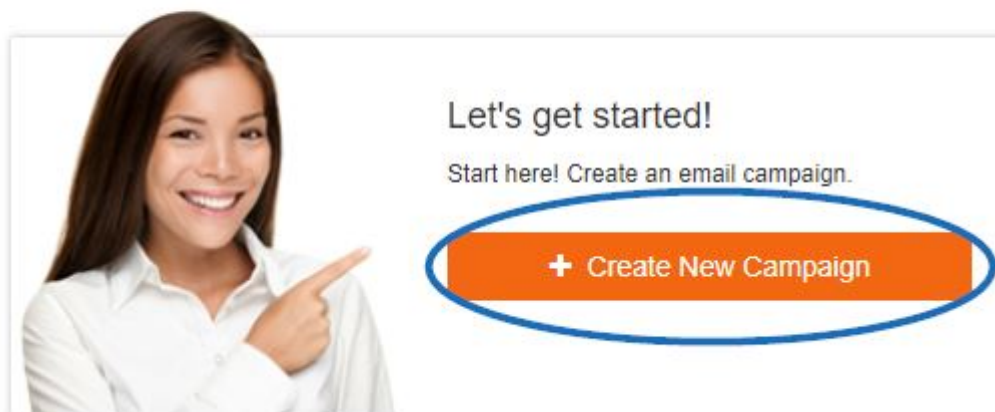 Let's get started!
Start here! Create an email campaign.
+ Create New Campaign